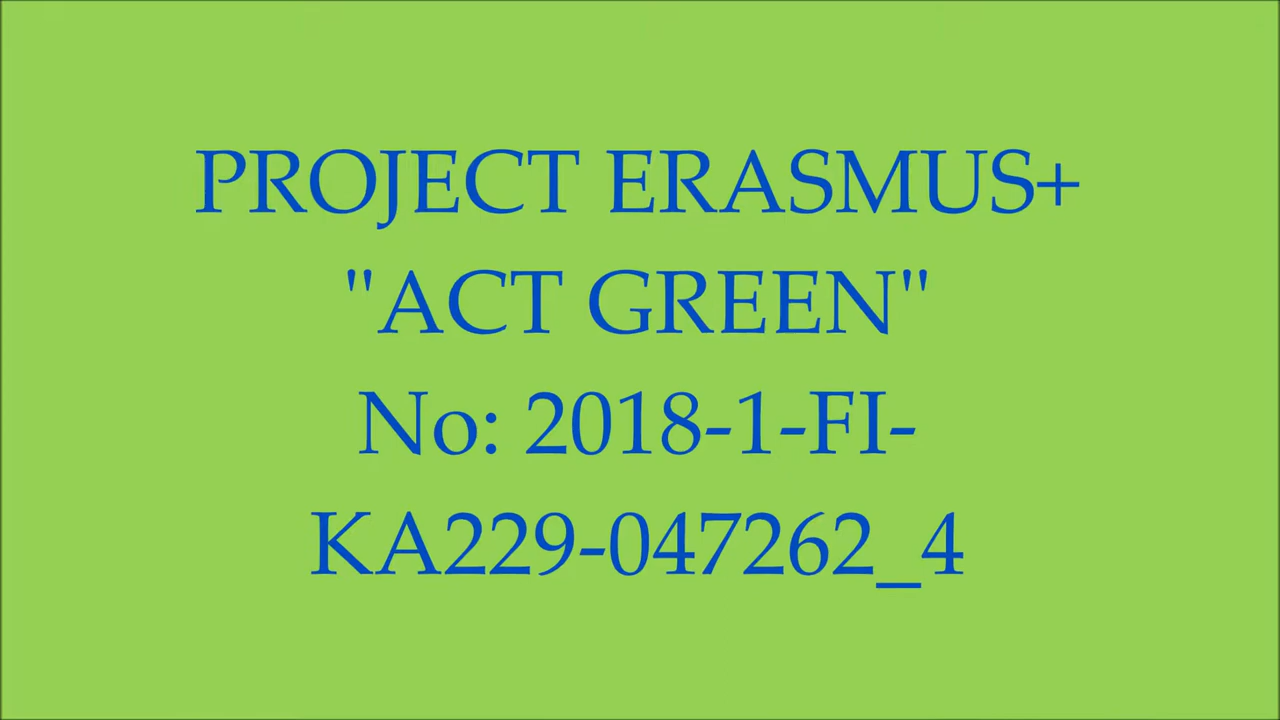 PROJECT ERASMUS+
"ACT GREEN"
No: 2018-1-FI-
KA229-047262_4